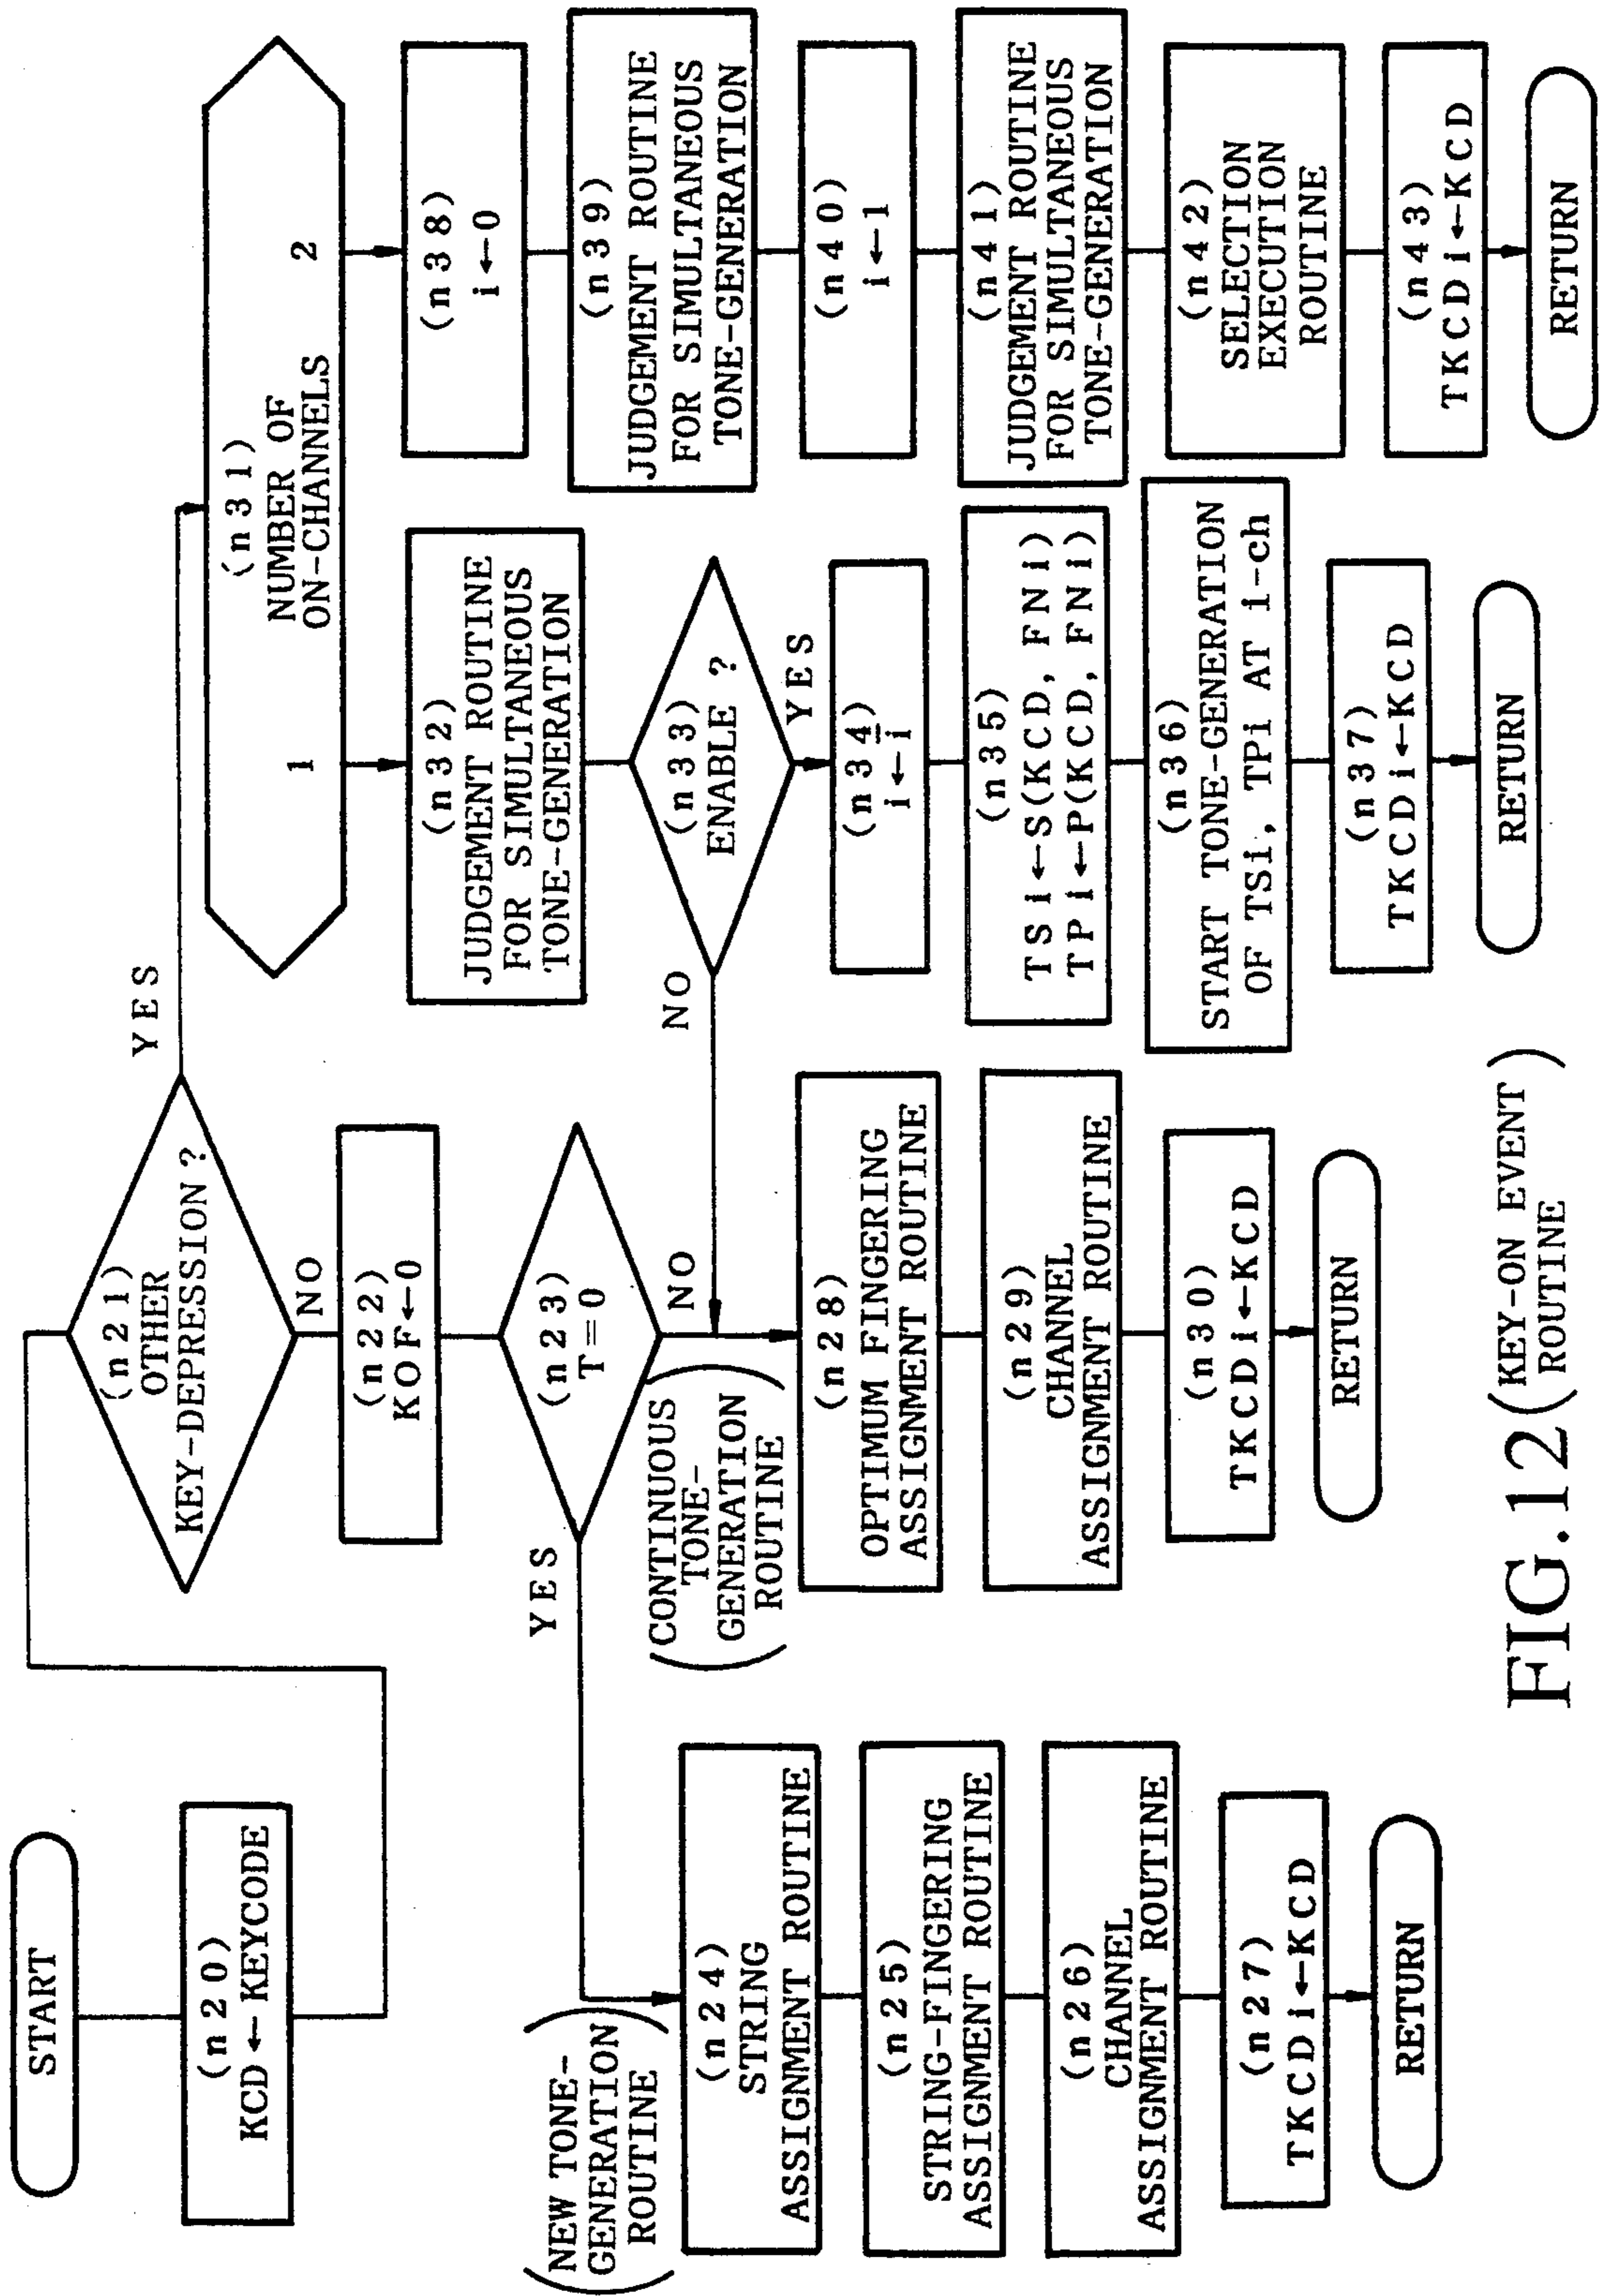 START
(n20)
KCD ← KEYCODE
(n21)
OTHER
KEY-DEPRESSION ?
YES
NO
(n22)
KOF←0
(n23)
T=0
YES
NO
(NEW TONE-
GENERATION
ROUTINE)
(n24)
STRING
ASSIGNMENT ROUTINE
(n25)
STRING-FINGERING
ASSIGNMENT ROUTINE
(n26)
CHANNEL
ASSIGNMENT ROUTINE
(n27)
TKCDi←KCD
RETURN
(CONTINUOUS
TONE-
GENERATION
ROUTINE)
(n28)
OPTIMUM FINGERING
ASSIGNMENT ROUTINE
(n29)
CHANNEL
ASSIGNMENT ROUTINE
(n30)
TKCDi←KCD
RETURN
(n31)
NUMBER OF
ON-CHANNELS
1
2
(n32)
JUDGEMENT ROUTINE
FOR SIMULTANEOUS
TONE-GENERATION
(n33)
ENABLE ?
NO
YES
(n34)
i←i̅
(n35)
TSi←S(KCD, FNi)
TPi←P(KCD, FNi)
(n36)
START TONE-GENERATION
OF TSi, TPi AT i-ch
(n37)
TKCDi←KCD
RETURN
(n38)
i←0
(n39)
JUDGEMENT ROUTINE
FOR SIMULTANEOUS
TONE-GENERATION
(n40)
i←1
(n41)
JUDGEMENT ROUTINE
FOR SIMULTANEOUS
TONE-GENERATION
(n42)
SELECTION
EXECUTION
ROUTINE
(n43)
TKCDi←KCD
RETURN
FIG.12 (KEY-ON EVENT
ROUTINE)